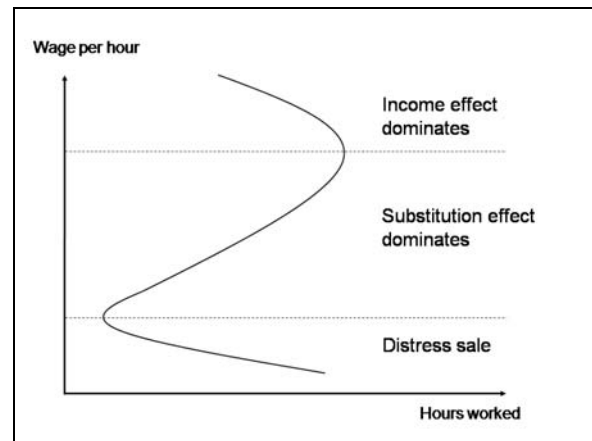 Wage per hour
Income effect
dominates
Substitution effect
dominates
Distress sale
Hours worked